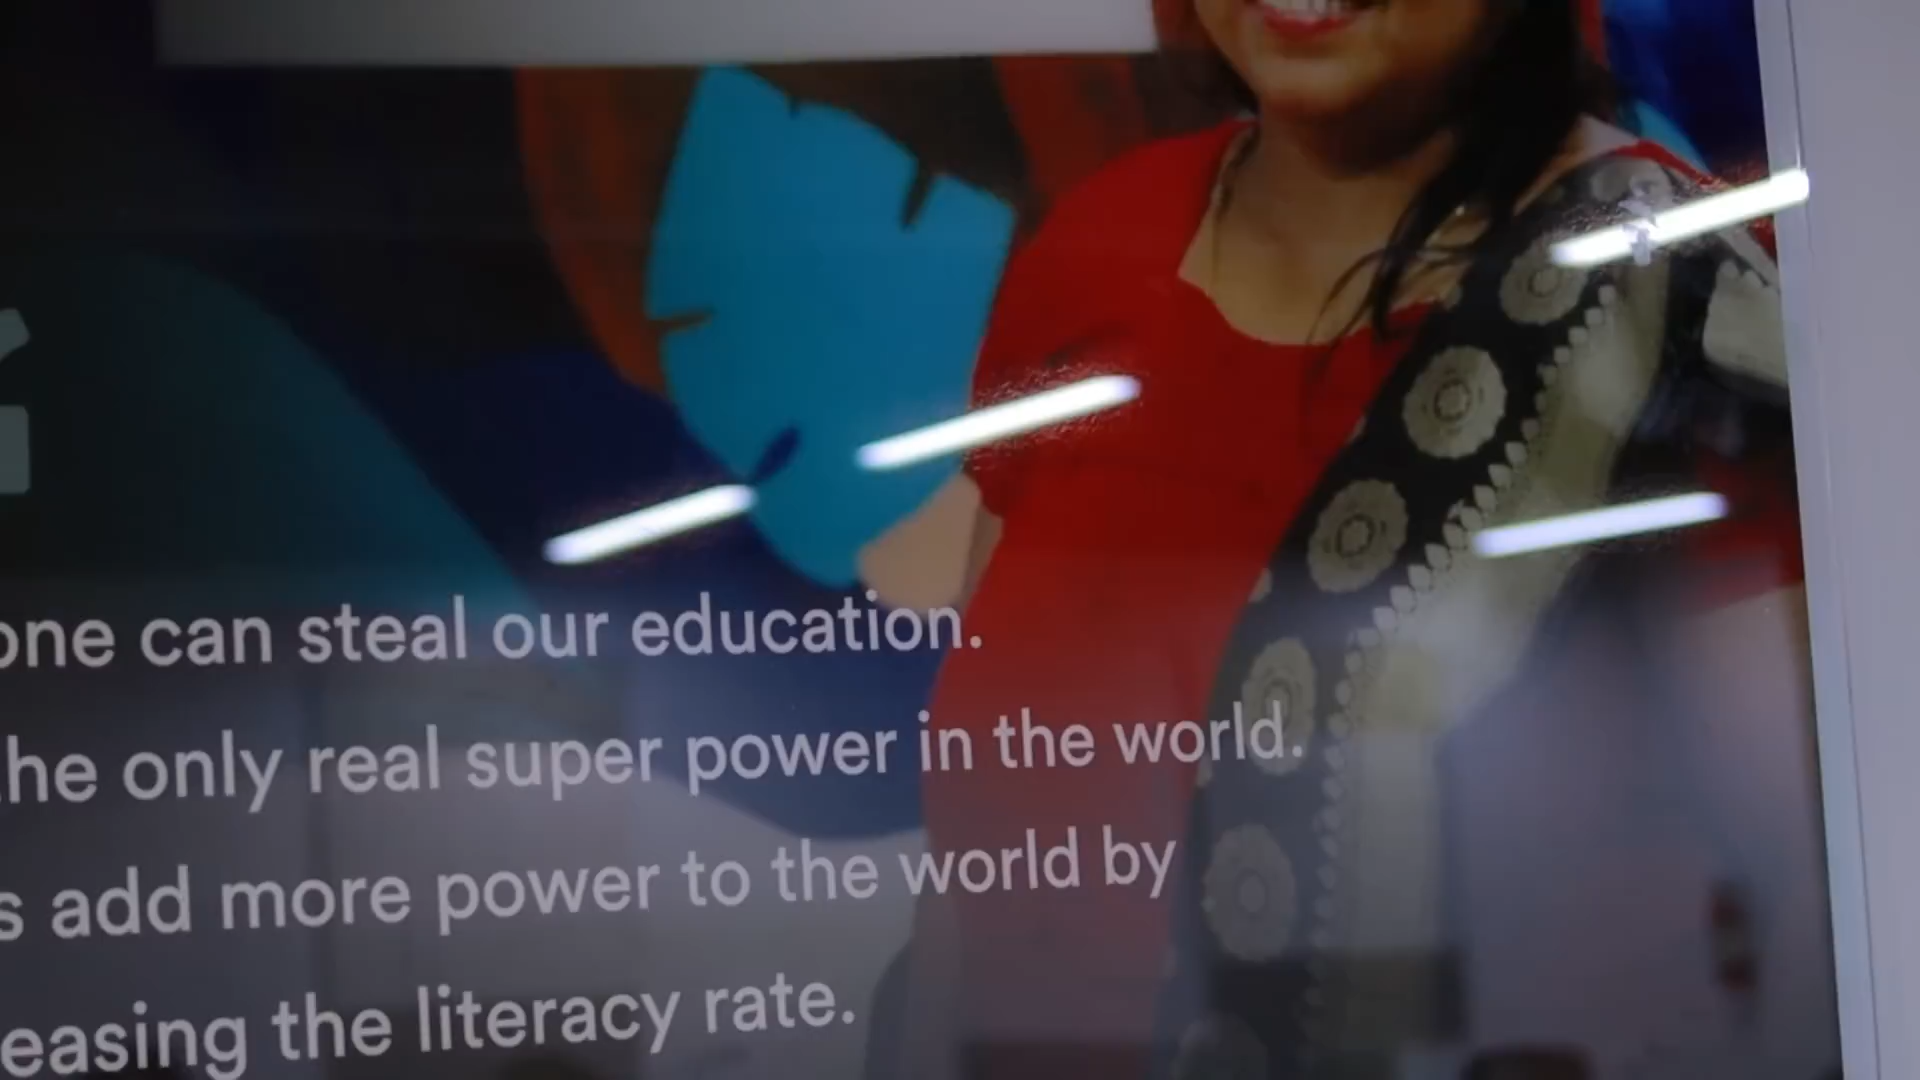 one can steal our education.
he only real super power in the world.
s add more power to the world by
easing the literacy rate.